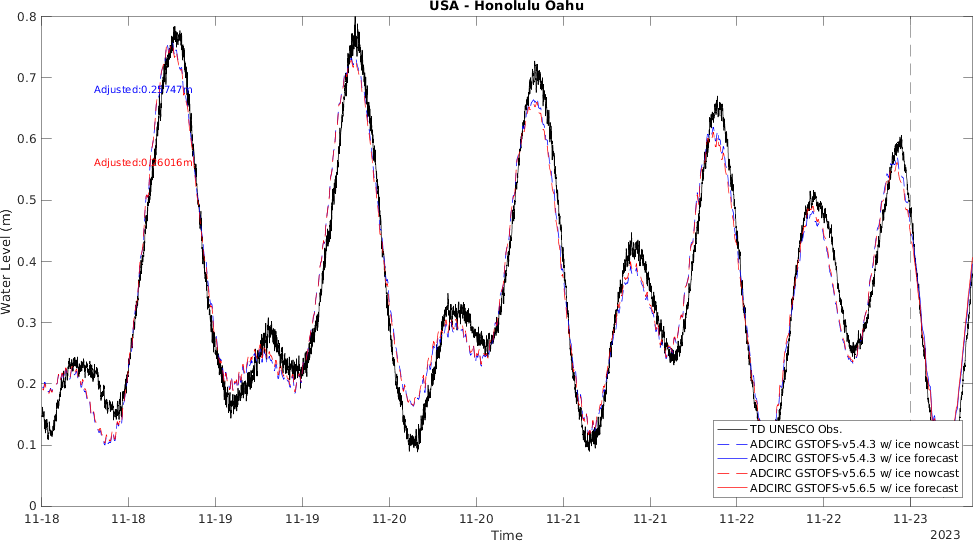 USA - Honolulu Oahu
0.8
0.7
0.6
0.5
0.4
0.3
0.2
0.1
0
Water Level (m)
TD UNESCO Obs.
ADCIRC GSTOFS-v5.4.3 w/ ice nowcast
ADCIRC GSTOFS-v5.4.3 w/ ice forecast
ADCIRC GSTOFS-v5.6.5 w/ ice nowcast
ADCIRC GSTOFS-v5.6.5 w/ ice forecast
11-18 11-18 11-19 11-19 11-20 11-20 11-21 11-21 11-22 11-22 11-23
Time
2023